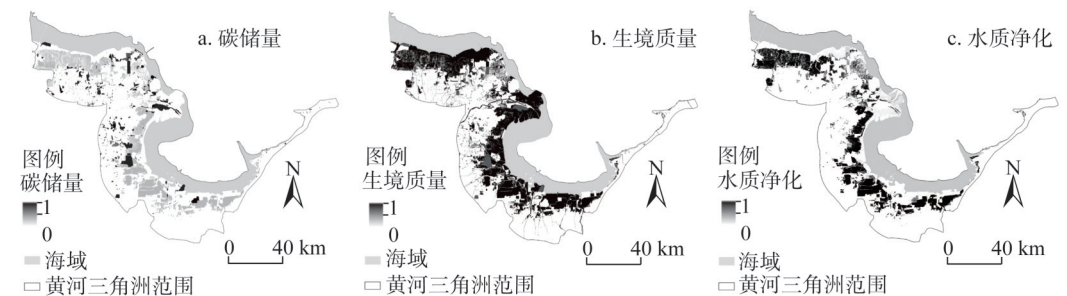 a. 碳储量
图例
碳储量
1
0
海域
黄河三角洲范围
N
0 40 km
b. 生境质量
图例
生境质量
1
0
海域
黄河三角洲范围
N
0 40 km
c. 水质净化
图例
水质净化
1
0
海域
黄河三角洲范围
N
0 40 km